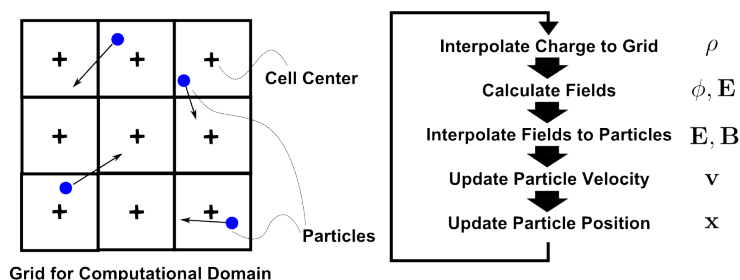 Cell Center
Particles
Grid for Computational Domain
Interpolate Charge to Grid ρ
Calculate Fields ϕ, E
Interpolate Fields to Particles E, B
Update Particle Velocity v
Update Particle Position x